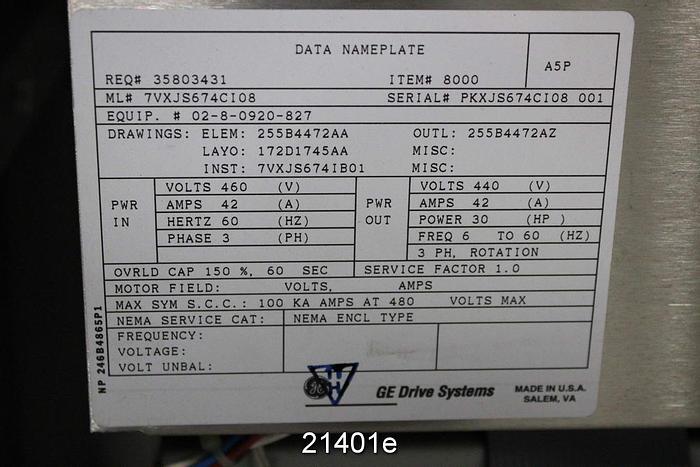 DATA NAMEPLATE
A5P
REQ# 35803431 ITEM# 8000
ML# 7VXJS674CI08 SERIAL# PKXJS674CI08 001
EQUIP. # 02-8-0920-827
DRAWINGS: ELEM: 255B4472AA OUTL: 255B4472AZ
LAYO: 172D1745AA MISC:
INST: 7VXJS674IB01 MISC:
PWR IN
VOLTS 460 (V)
AMPS 42 (A)
HERTZ 60 (HZ)
PHASE 3 (PH)
PWR OUT
VOLTS 440 (V)
AMPS 42 (A)
POWER 30 (HP )
FREQ 6 TO 60 (HZ)
3 PH, ROTATION
OVRLD CAP 150 %, 60 SEC SERVICE FACTOR 1.0
MOTOR FIELD: VOLTS, AMPS
MAX SYM S.C.C.: 100 KA AMPS AT 480 VOLTS MAX
NEMA SERVICE CAT: NEMA ENCL TYPE
FREQUENCY:
VOLTAGE:
VOLT UNBAL:
NP 246B4865P1
GE GE Drive Systems
MADE IN U.S.A.
SALEM, VA
21401e